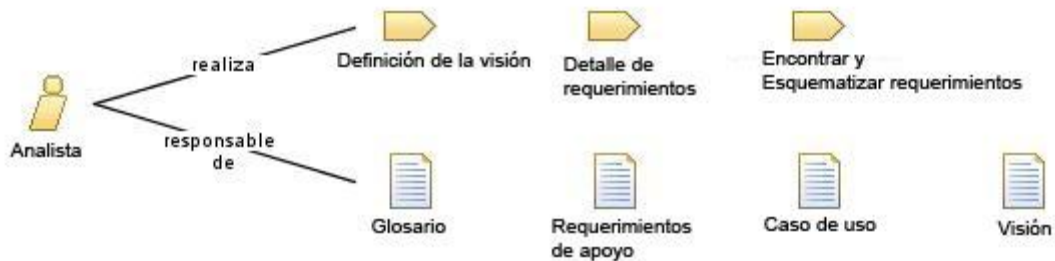 realiza
Definición de la visión
Detalle de
requerimientos
Encontrar y
Esquematizar requerimientos
Analista
responsable
de
Glosario
Requerimientos
de apoyo
Caso de uso
Visión